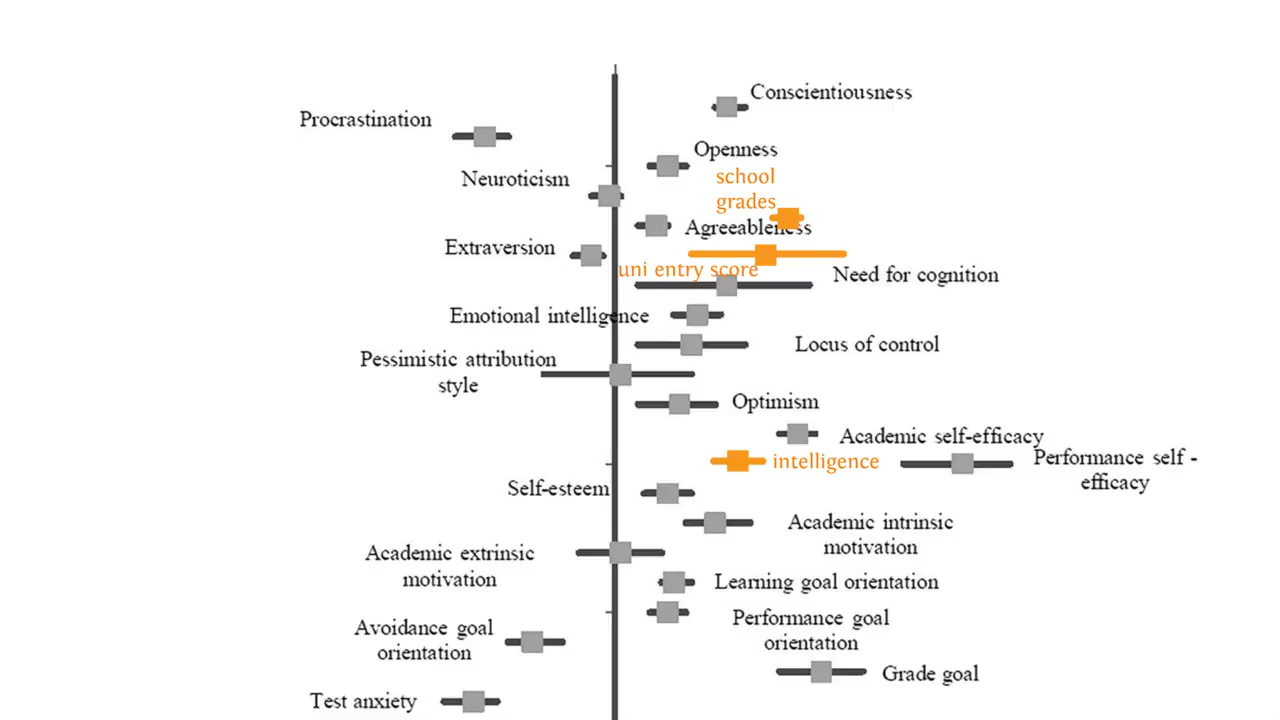 Conscientiousness
Procrastination
Openness
school
grades
Neuroticism
Agreeableness
Extraversion
uni entry score
Need for cognition
Emotional intelligence
Locus of control
Pessimistic attribution
style
Optimism
Academic self-efficacy
intelligence
Performance self -
efficacy
Self-esteem
Academic intrinsic
motivation
Academic extrinsic
motivation
Learning goal orientation
Performance goal
orientation
Avoidance goal
orientation
Grade goal
Test anxiety